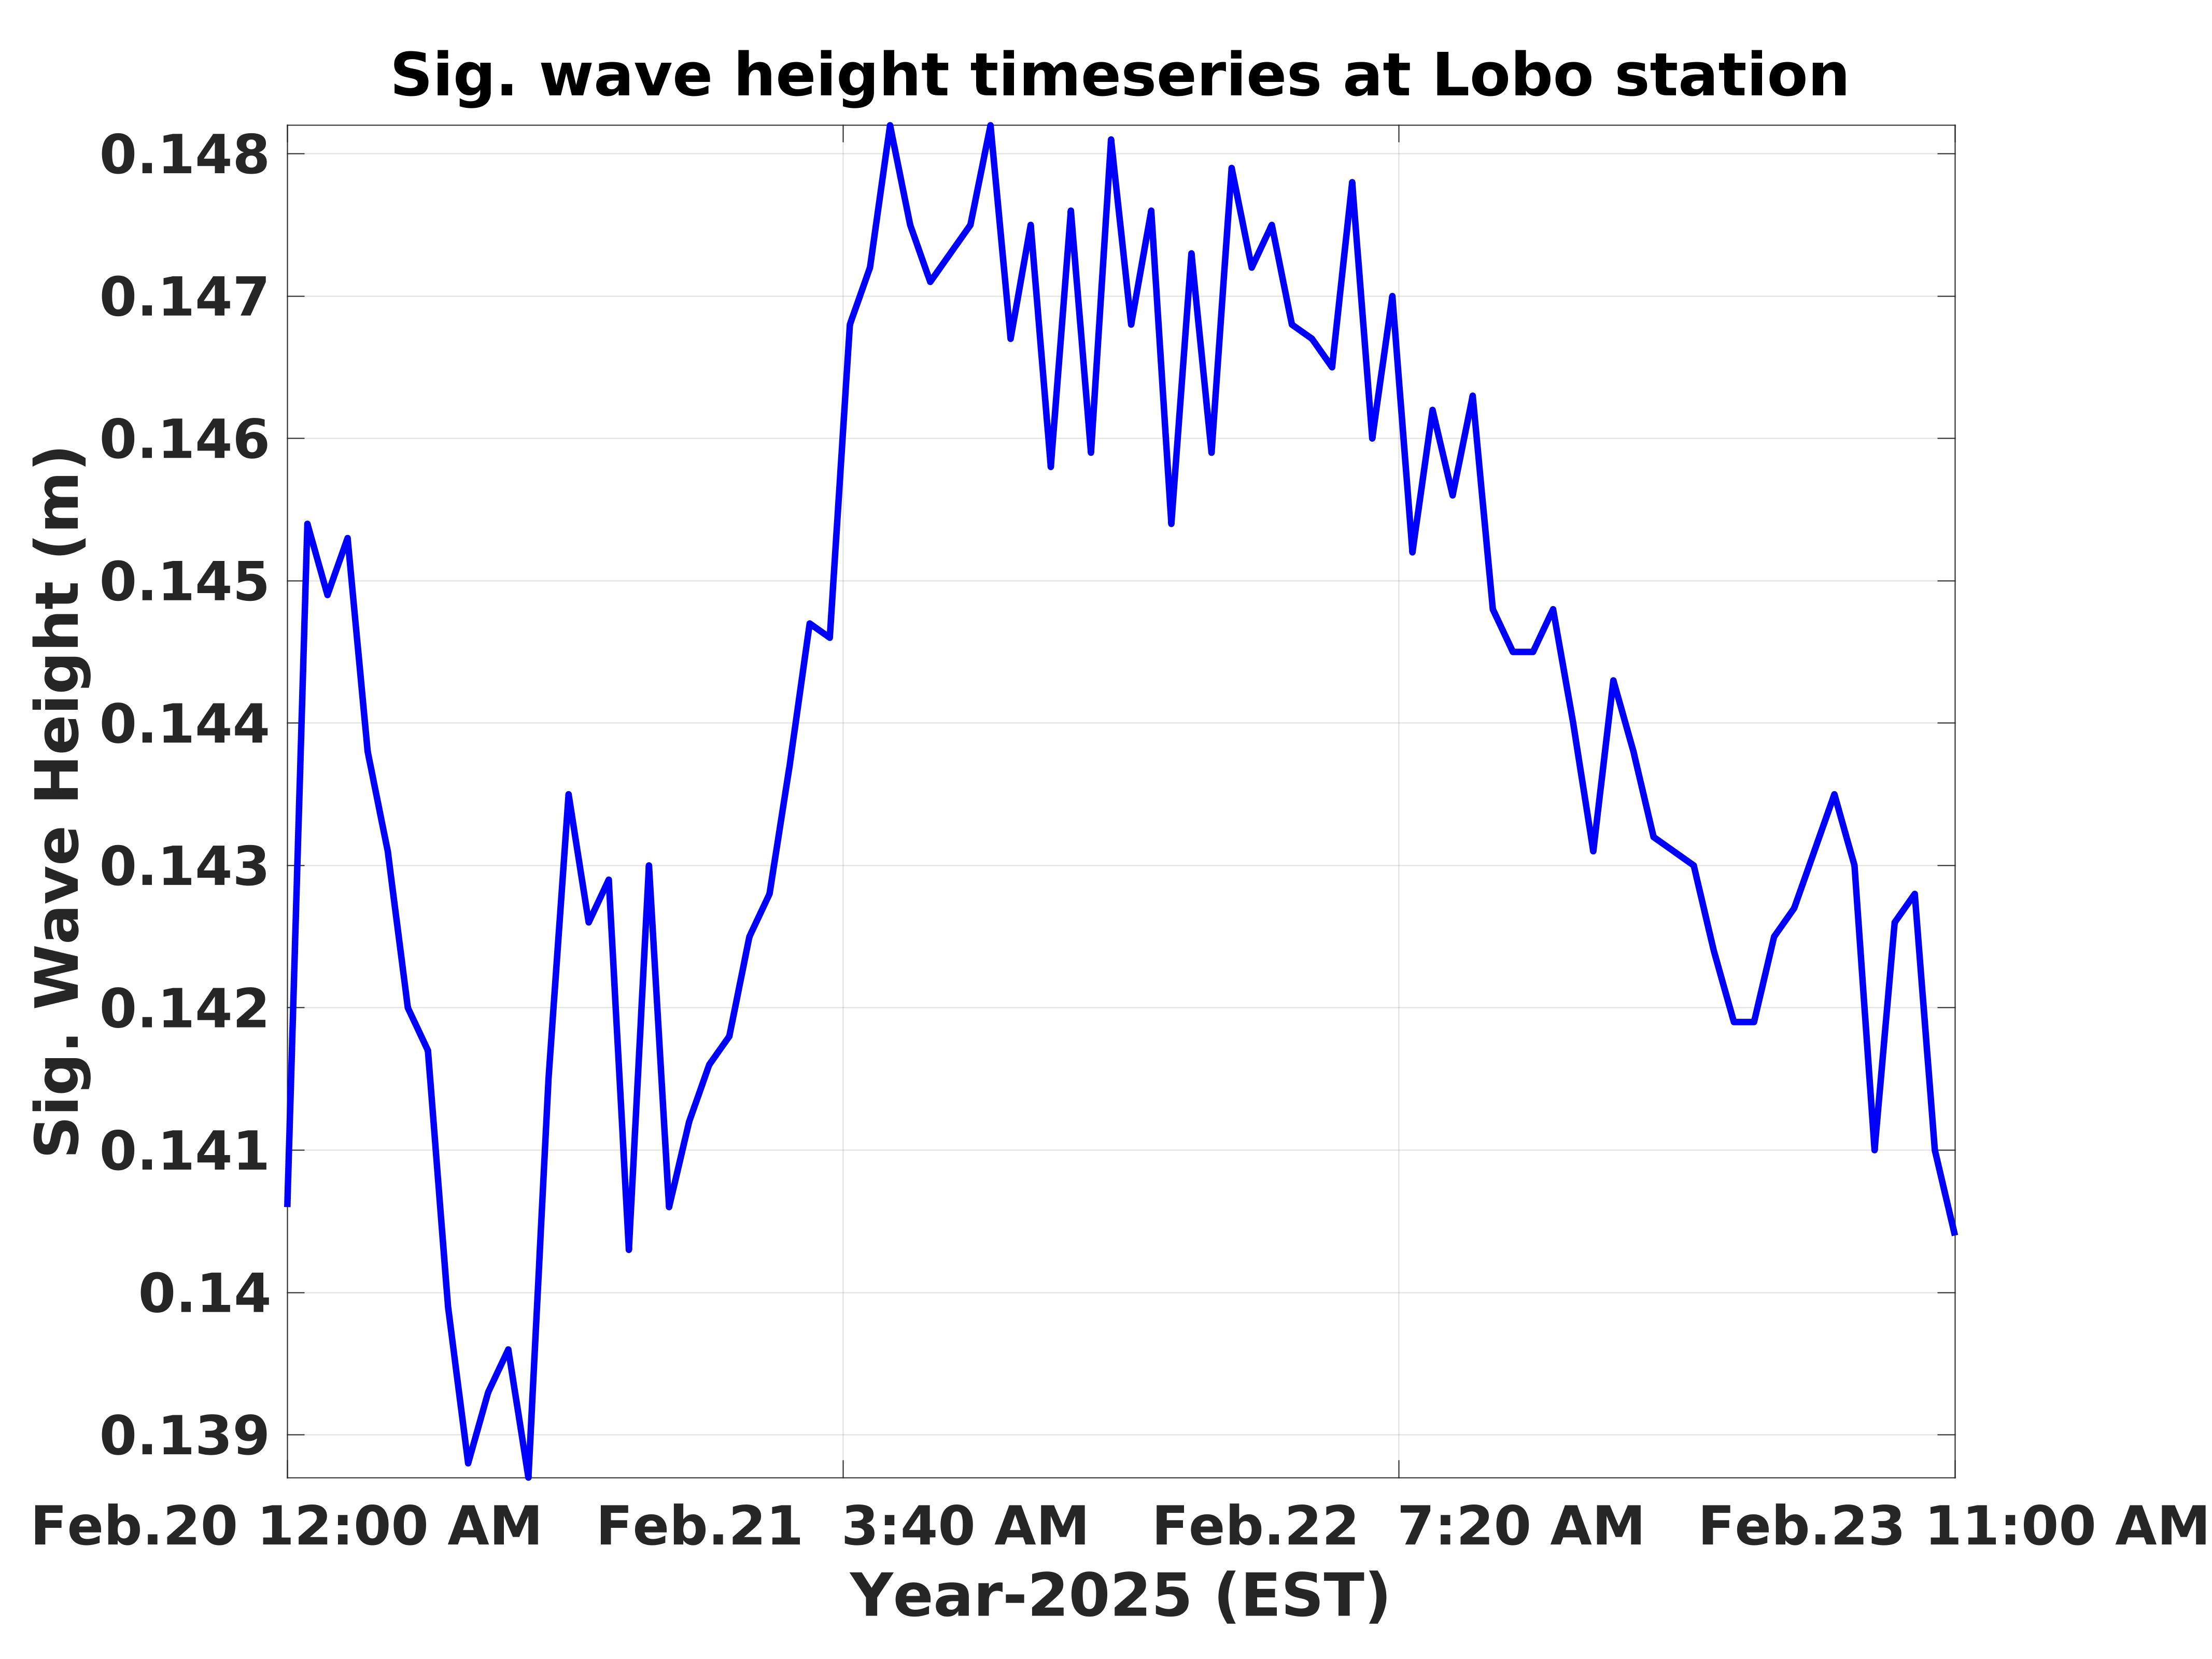 Sig. wave height timeseries at Lobo station
0.148
0.147
0.146
0.145
0.144
0.143
0.142
0.141
0.14
0.139
Sig. Wave Height (m)
Feb.20 12:00 AM Feb.21 3:40 AM Feb.22 7:20 AM Feb.23 11:00 AM
Year-2025 (EST)